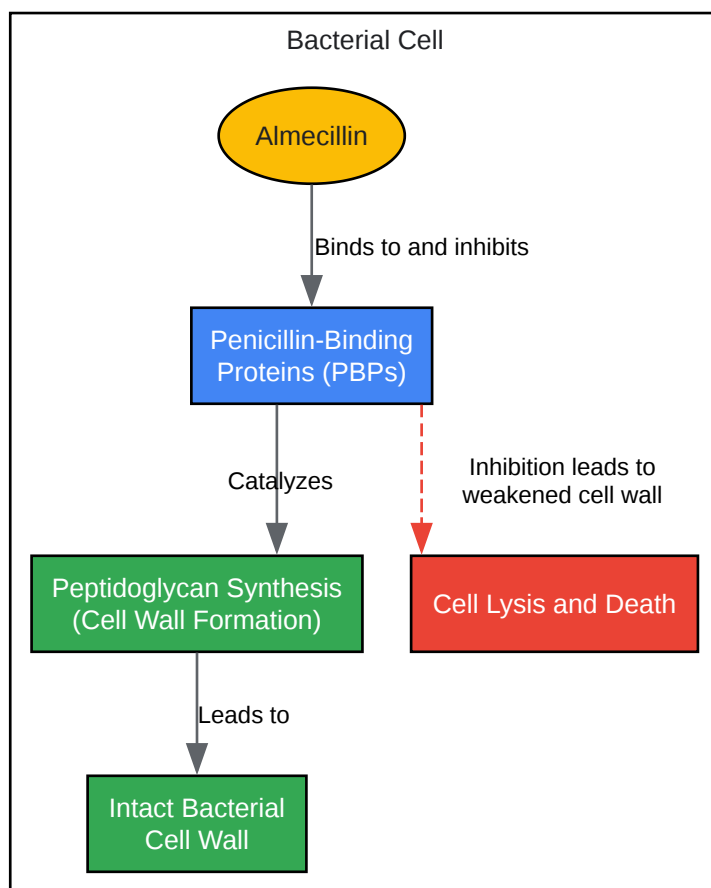 Bacterial Cell
Almecillin
Binds to and inhibits
Penicillin-Binding
Proteins (PBPs)
Catalyzes
Inhibition leads to
weakened cell wall
Peptidoglycan Synthesis
(Cell Wall Formation)
Cell Lysis and Death
Leads to
Intact Bacterial
Cell Wall